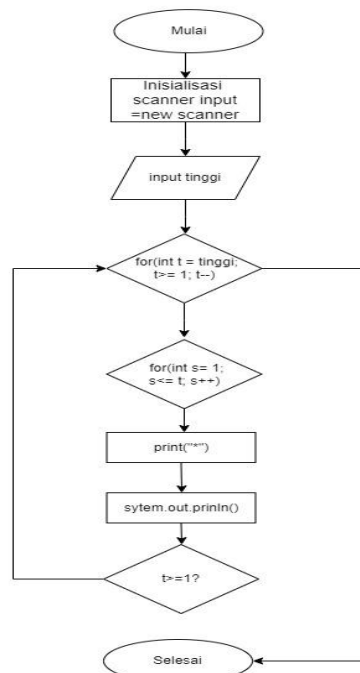 Mulai
Inisialisasi
scanner input
=new scanner
input tinggi
for(int t = tinggi;
t>= 1; t--)
for(int s= 1;
s<= t; s++)
print("*")
sytem.out.prinln()
t>=1?
Selesai